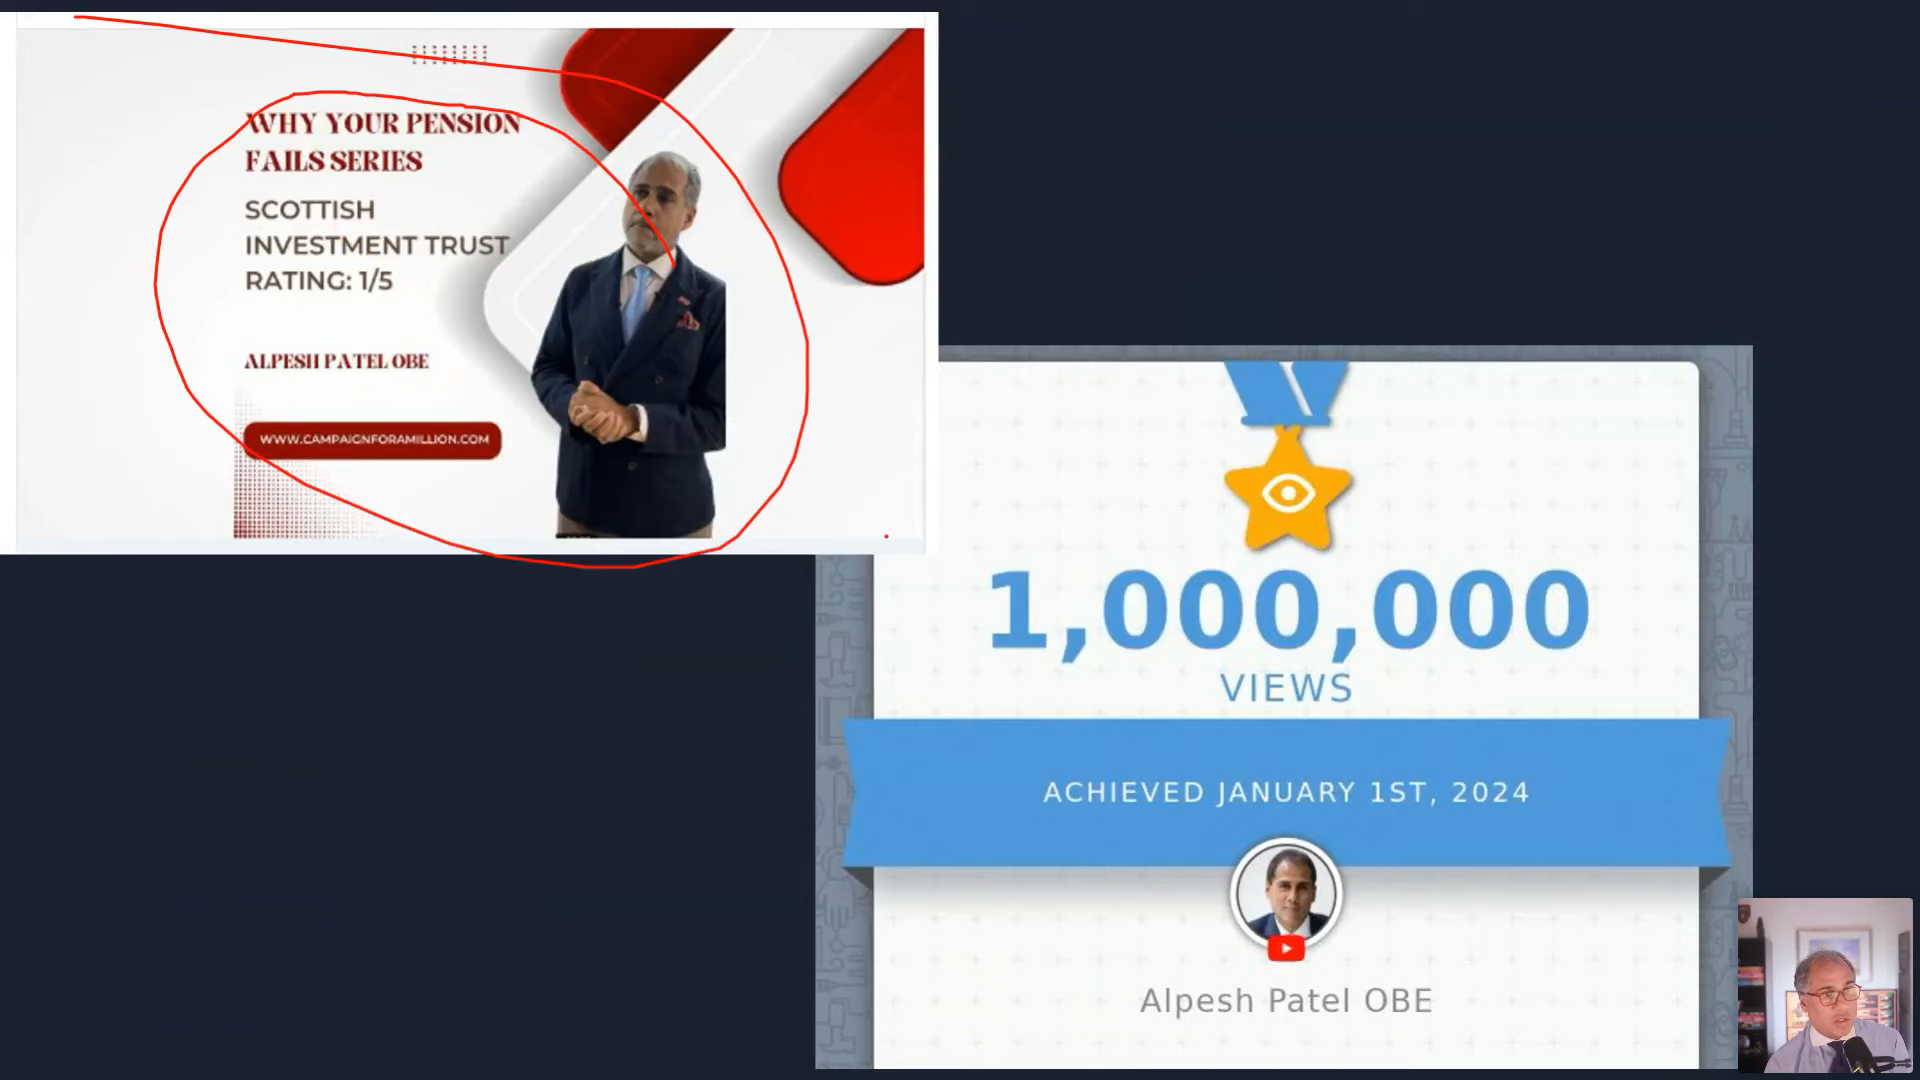 WHY YOUR PENSION
FAILS SERIES
SCOTTISH
INVESTMENT TRUST
RATING: 1/5
ALPESH PATEL OBE
WWW.CAMPAIGNFORAMILLION.COM
1,000,000
VIEWS
ACHIEVED JANUARY 1ST, 2024
Alpesh Patel OBE